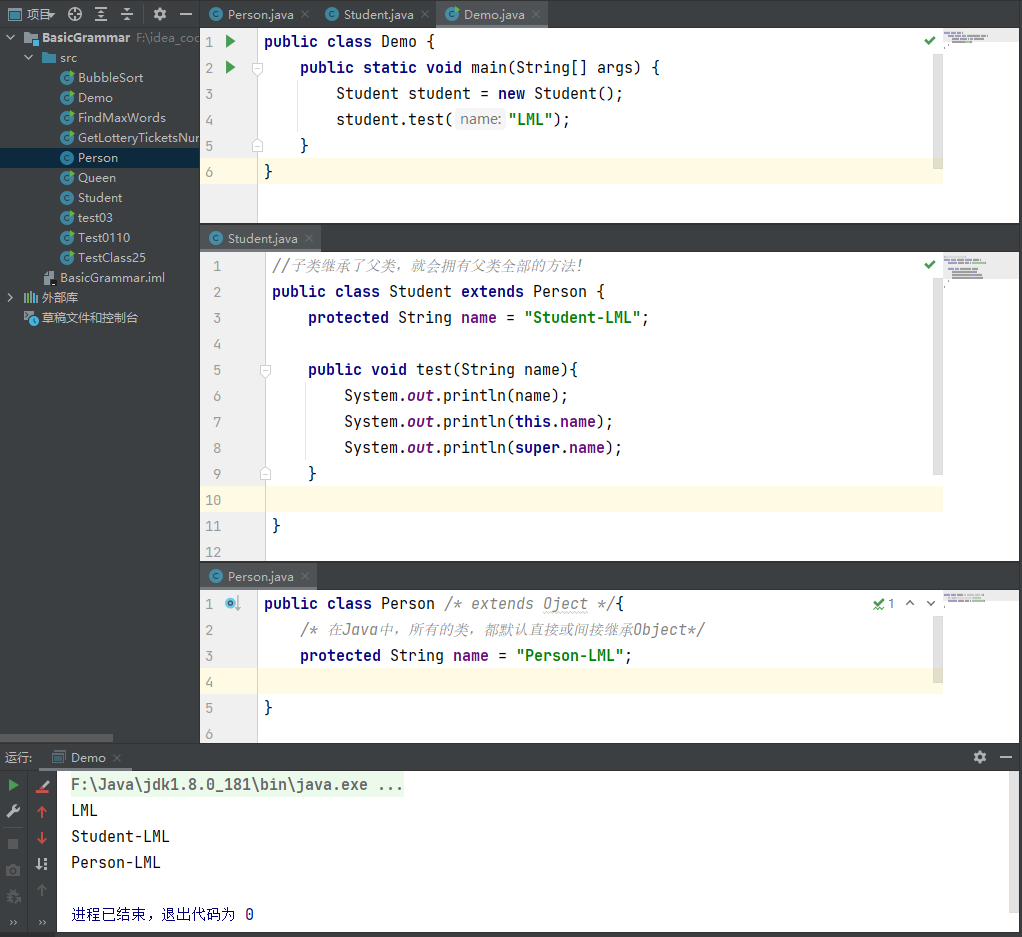 项目
Person.java
Student.java
Demo.java
BasicGrammar F:\idea_coc
src
BubbleSort
Demo
FindMaxWords
GetLotteryTicketsNur
Person
Queen
Student
test03
Test0110
TestClass25
BasicGrammar.iml
外部库
草稿文件和控制台
1 public class Demo {
2 public static void main(String[] args) {
3 Student student = new Student();
4 student.test( name: "LML");
5 }
6 }
Student.java
1 //子类继承了父类，就会拥有父类全部的方法！
2 public class Student extends Person {
3 protected String name = "Student-LML";
4
5 public void test(String name){
6 System.out.println(name);
7 System.out.println(this.name);
8 System.out.println(super.name);
9 }
10
11 }
12
Person.java
1 public class Person /* extends Oject */{
1
2 /* 在Java中，所有的类，都默认直接或间接继承Object*/
3 protected String name = "Person-LML";
4
5 }
6
运行:
Demo
F:\Java\jdk1.8.0_181\bin\java.exe ...
LML
Student-LML
Person-LML
进程已结束，退出代码为 0